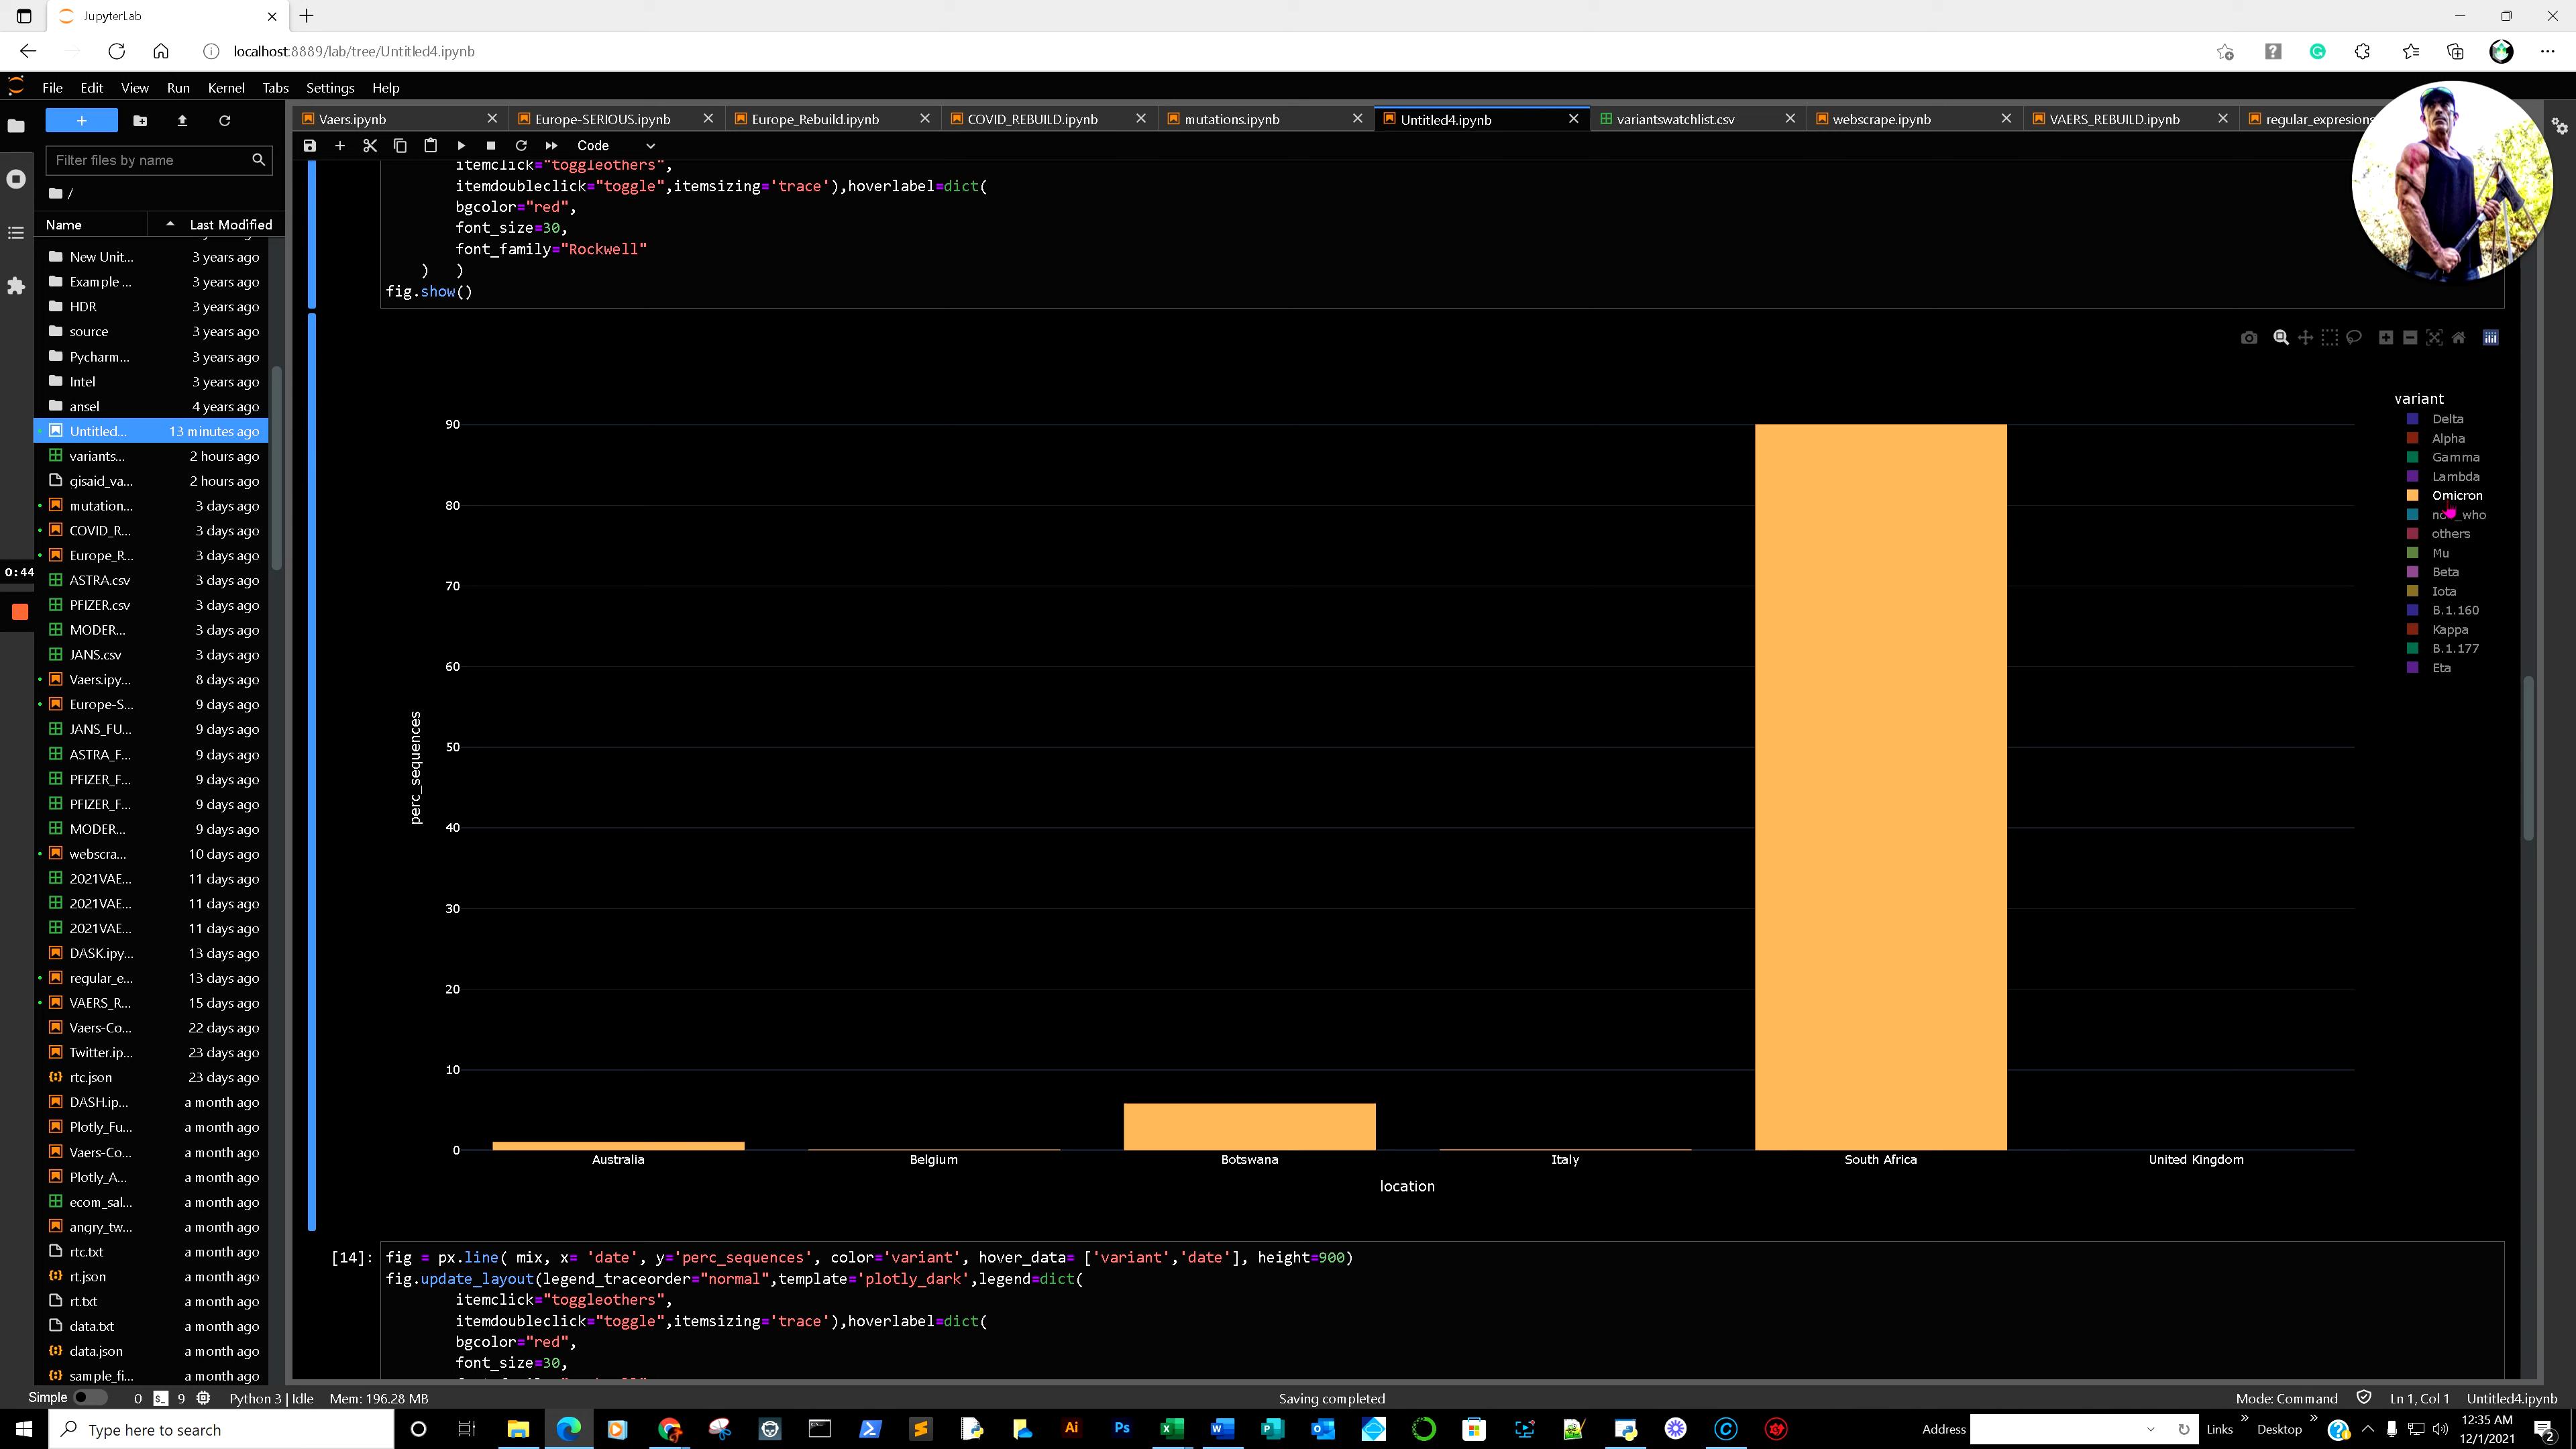 JupyterLab
localhost:8889/lab/tree/Untitled4.ipynb
File Edit View Run Kernel Tabs Settings Help
Vaers.ipynb Europe-SERIOUS.ipynb Europe_Rebuild.ipynb COVID_REBUILD.ipynb mutations.ipynb Untitled4.ipynb variantswatchlist.csv webscrape.ipynb VAERS_REBUILD.ipynb regular_expresions
Code
Filter files by name
/
Name Last Modified
New Unit... 3 years ago
Example ... 3 years ago
HDR 3 years ago
source 3 years ago
Pycharm... 3 years ago
Intel 3 years ago
ansel 4 years ago
Untitled... 13 minutes ago
variants... 2 hours ago
gisaid_va... 2 hours ago
mutation... 3 days ago
COVID_R... 3 days ago
Europe_R... 3 days ago
ASTRA.csv 3 days ago
PFIZER.csv 3 days ago
MODER... 3 days ago
JANS.csv 3 days ago
Vaers.ipy... 8 days ago
Europe-S... 9 days ago
JANS_FU... 9 days ago
ASTRA_F... 9 days ago
PFIZER_F... 9 days ago
PFIZER_F... 9 days ago
MODER... 9 days ago
webscra... 10 days ago
2021VAE... 11 days ago
2021VAE... 11 days ago
2021VAE... 11 days ago
DASK.ipy... 13 days ago
regular_e... 13 days ago
VAERS_R... 15 days ago
Vaers-Co... 22 days ago
Twitter.ip... 23 days ago
rtc.json 23 days ago
DASH.ip... a month ago
Plotly_Fu... a month ago
Vaers-Co... a month ago
Plotly_A... a month ago
ecom_sal... a month ago
angry_tw... a month ago
rtc.txt a month ago
rt.json a month ago
rt.txt a month ago
data.txt a month ago
data.json a month ago
sample_fi... a month ago
0:44
itemclick="toggleothers",
itemdoubleclick="toggle",itemsizing='trace'),hoverlabel=dict(
bgcolor="red",
font_size=30,
font_family="Rockwell"
) )
fig.show()
variant
Delta
Alpha
Gamma
Lambda
Omicron
others
Mu
Beta
Iota
B.1.160
Kappa
B.1.177
Eta
perc_sequences
90
80
70
60
50
40
30
20
10
0
Australia Belgium Botswana Italy South Africa United Kingdom
location
[14]: fig = px.line( mix, x= 'date', y='perc_sequences', color='variant', hover_data= ['variant','date'], height=900)
fig.update_layout(legend_traceorder="normal",template='plotly_dark',legend=dict(
itemclick="toggleothers",
itemdoubleclick="toggle",itemsizing='trace'),hoverlabel=dict(
bgcolor="red",
font_size=30,
Simple 0 9 Python 3 | Idle Mem: 196.28 MB Saving completed Mode: Command Ln 1, Col 1 Untitled4.ipynb
Type here to search Ai Ps Address Links » Desktop » 12:35 AM
12/1/2021 2